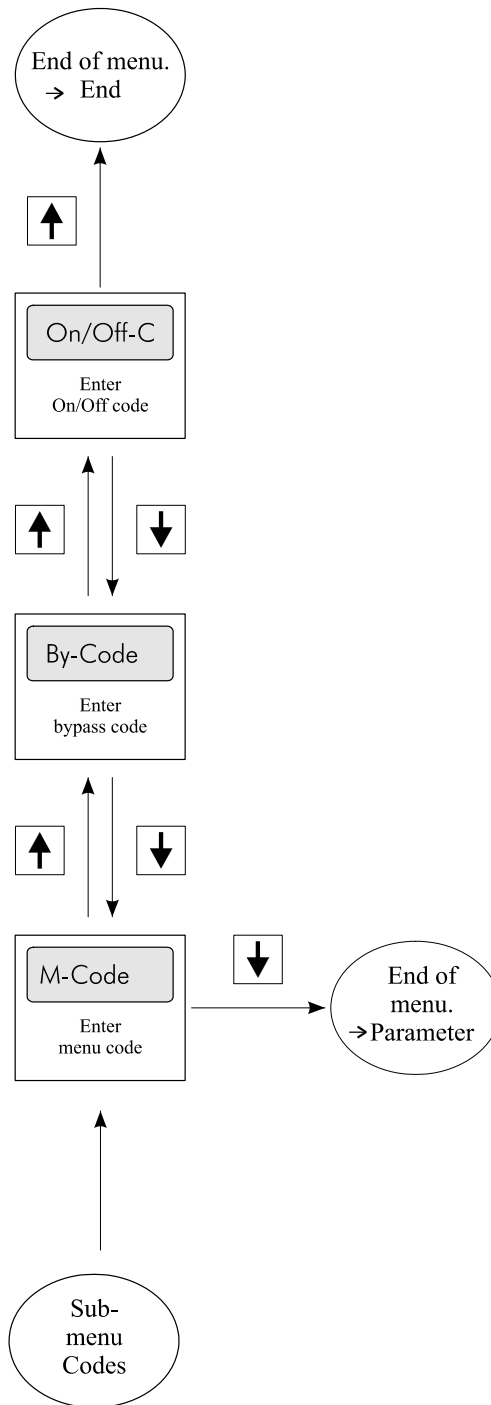 End of menu.
→ End
On/Off-C
Enter
On/Off code
By-Code
Enter
bypass code
M-Code
Enter
menu code
End of
menu.
→Parameter
Sub-
menu
Codes